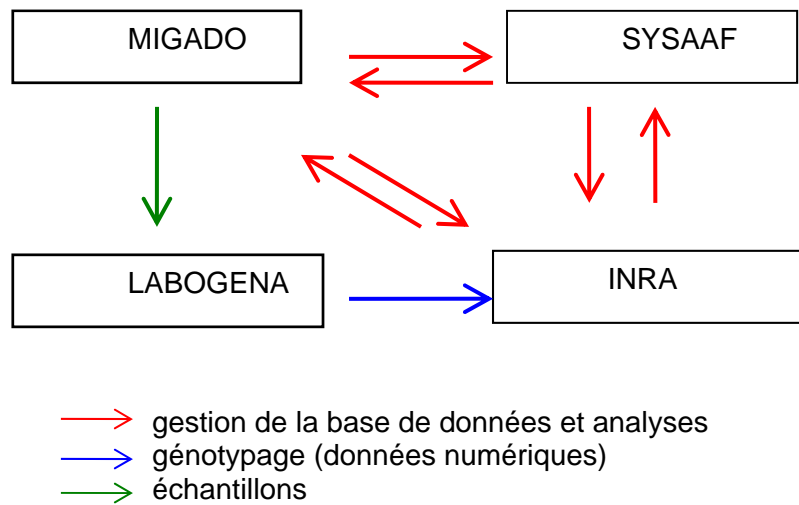 MIGADO
SYSAAF
LABOGENA
INRA
gestion de la base de données et analyses
génotypage (données numériques)
échantillons